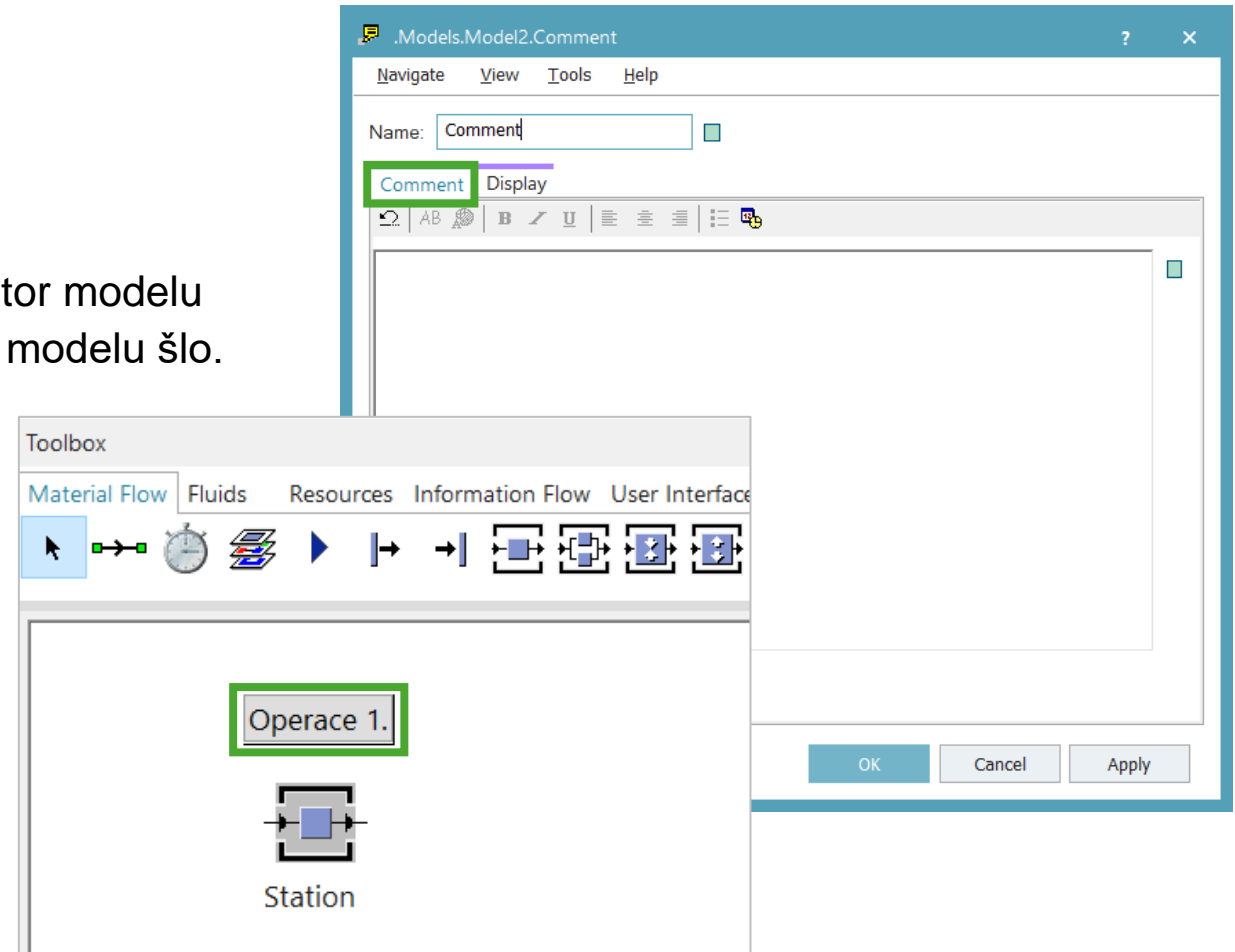 .Models.Model2.Comment ? ×
Navigate View Tools Help
Name: Comment
Comment Display
AB B I U
tor modelu
modelu šlo.
Toolbox
Material Flow Fluids Resources Information Flow User Interface
Operace 1.
Station
OK Cancel Apply